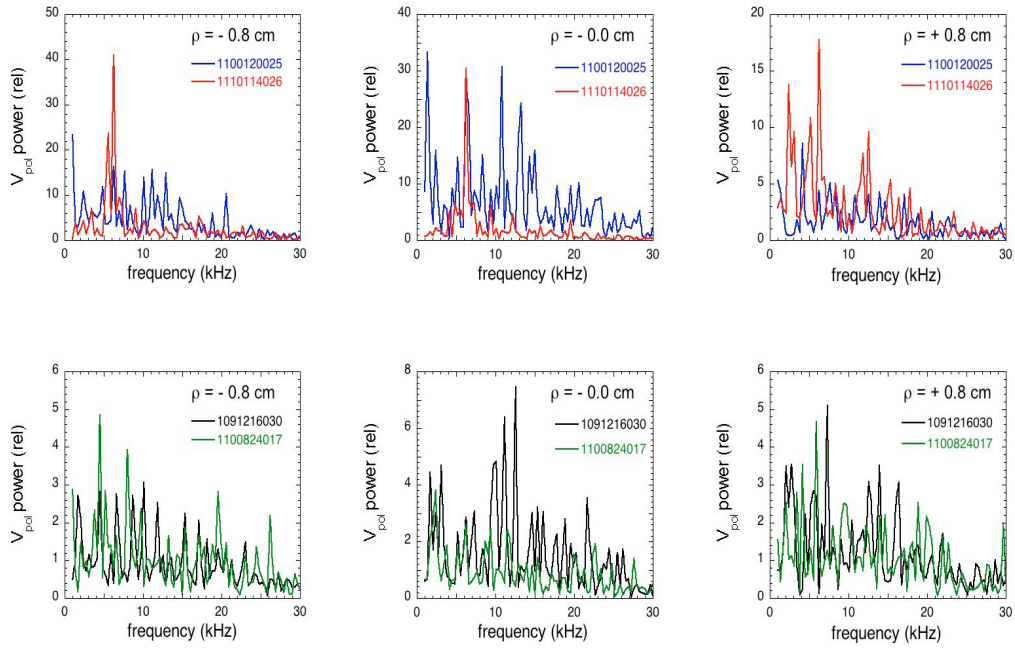 ρ = - 0.8 cm
1100120025
1110114026
V_pol power (rel)
50
40
30
20
10
0
0 10 20 30
frequency (kHz)
ρ = - 0.0 cm
1100120025
1110114026
V_pol power (rel)
40
30
20
10
0
0 10 20 30
frequency (kHz)
ρ = + 0.8 cm
1100120025
1110114026
V_pol power (rel)
20
15
10
5
0
0 10 20 30
frequency (kHz)
ρ = - 0.8 cm
1091216030
1100824017
V_pol power (rel)
6
5
4
3
2
1
0
0 10 20 30
frequency (kHz)
ρ = - 0.0 cm
1091216030
1100824017
V_pol power (rel)
8
6
4
2
0
0 10 20 30
frequency (kHz)
ρ = + 0.8 cm
1091216030
1100824017
V_pol power (rel)
6
5
4
3
2
1
0
0 10 20 30
frequency (kHz)